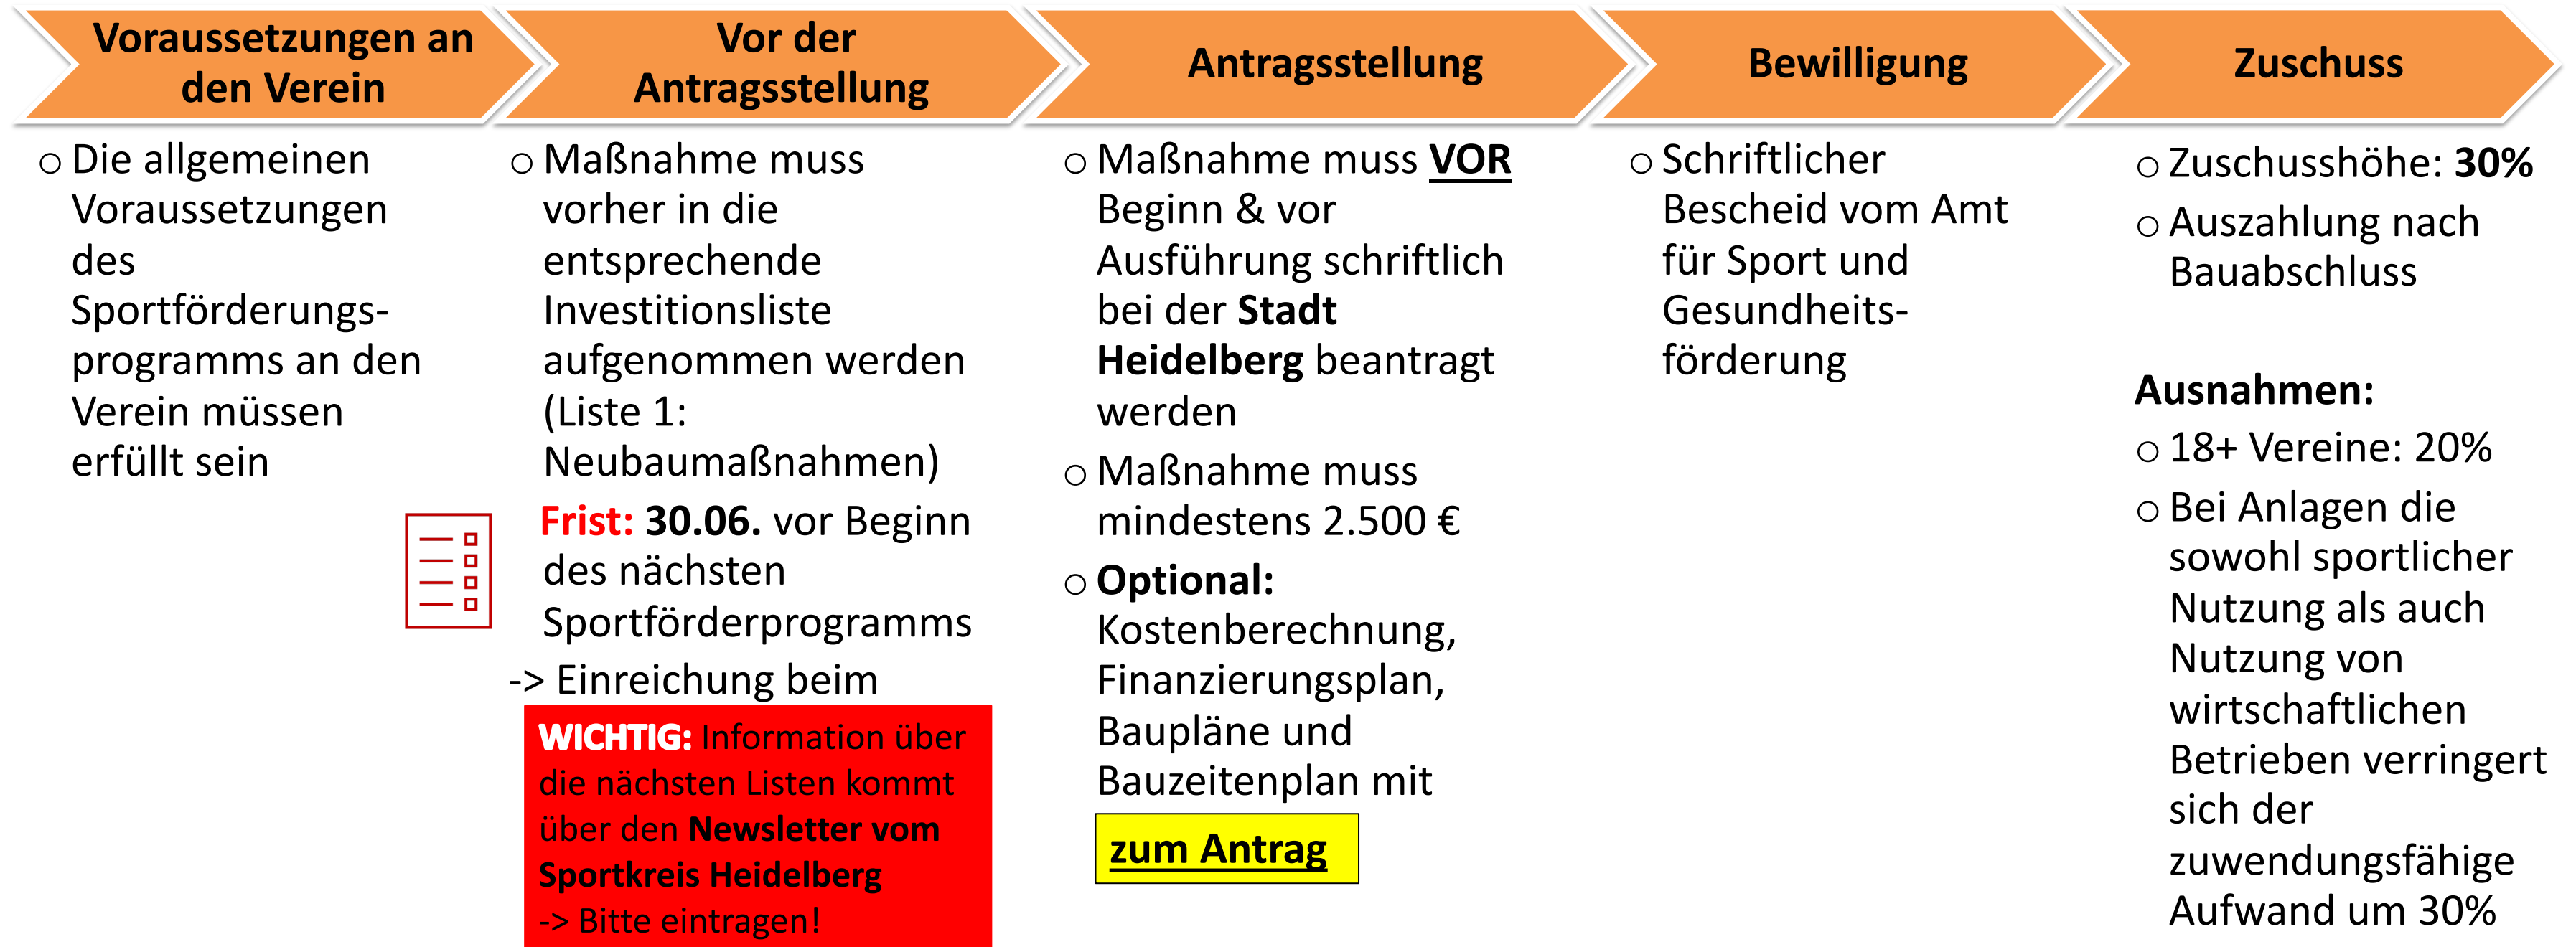 Voraussetzungen an
den Verein
○ Die allgemeinen
Voraussetzungen
des
Sportförderungs-
programms an den
Verein müssen
erfüllt sein
Vor der
Antragsstellung
○ Maßnahme muss
vorher in die
entsprechende
Investitionsliste
aufgenommen werden
(Liste 1:
Neubaumaßnahmen)
Frist: 30.06. vor Beginn
des nächsten
Sportförderprogramms
-> Einreichung beim
WICHTIG: Information über
die nächsten Listen kommt
über den Newsletter vom
Sportkreis Heidelberg
-> Bitte eintragen!
Antragsstellung
○ Maßnahme muss VOR
Beginn & vor
Ausführung schriftlich
bei der Stadt
Heidelberg beantragt
werden
○ Maßnahme muss
mindestens 2.500 €
○ Optional:
Kostenberechnung,
Finanzierungsplan,
Baupläne und
Bauzeitenplan mit
zum Antrag
Bewilligung
○ Schriftlicher
Bescheid vom Amt
für Sport und
Gesundheits-
förderung
Zuschuss
○ Zuschusshöhe: 30%
○ Auszahlung nach
Bauabschluss
Ausnahmen:
○ 18+ Vereine: 20%
○ Bei Anlagen die
sowohl sportlicher
Nutzung als auch
Nutzung von
wirtschaftlichen
Betrieben verringert
sich der
zuwendungsfähige
Aufwand um 30%